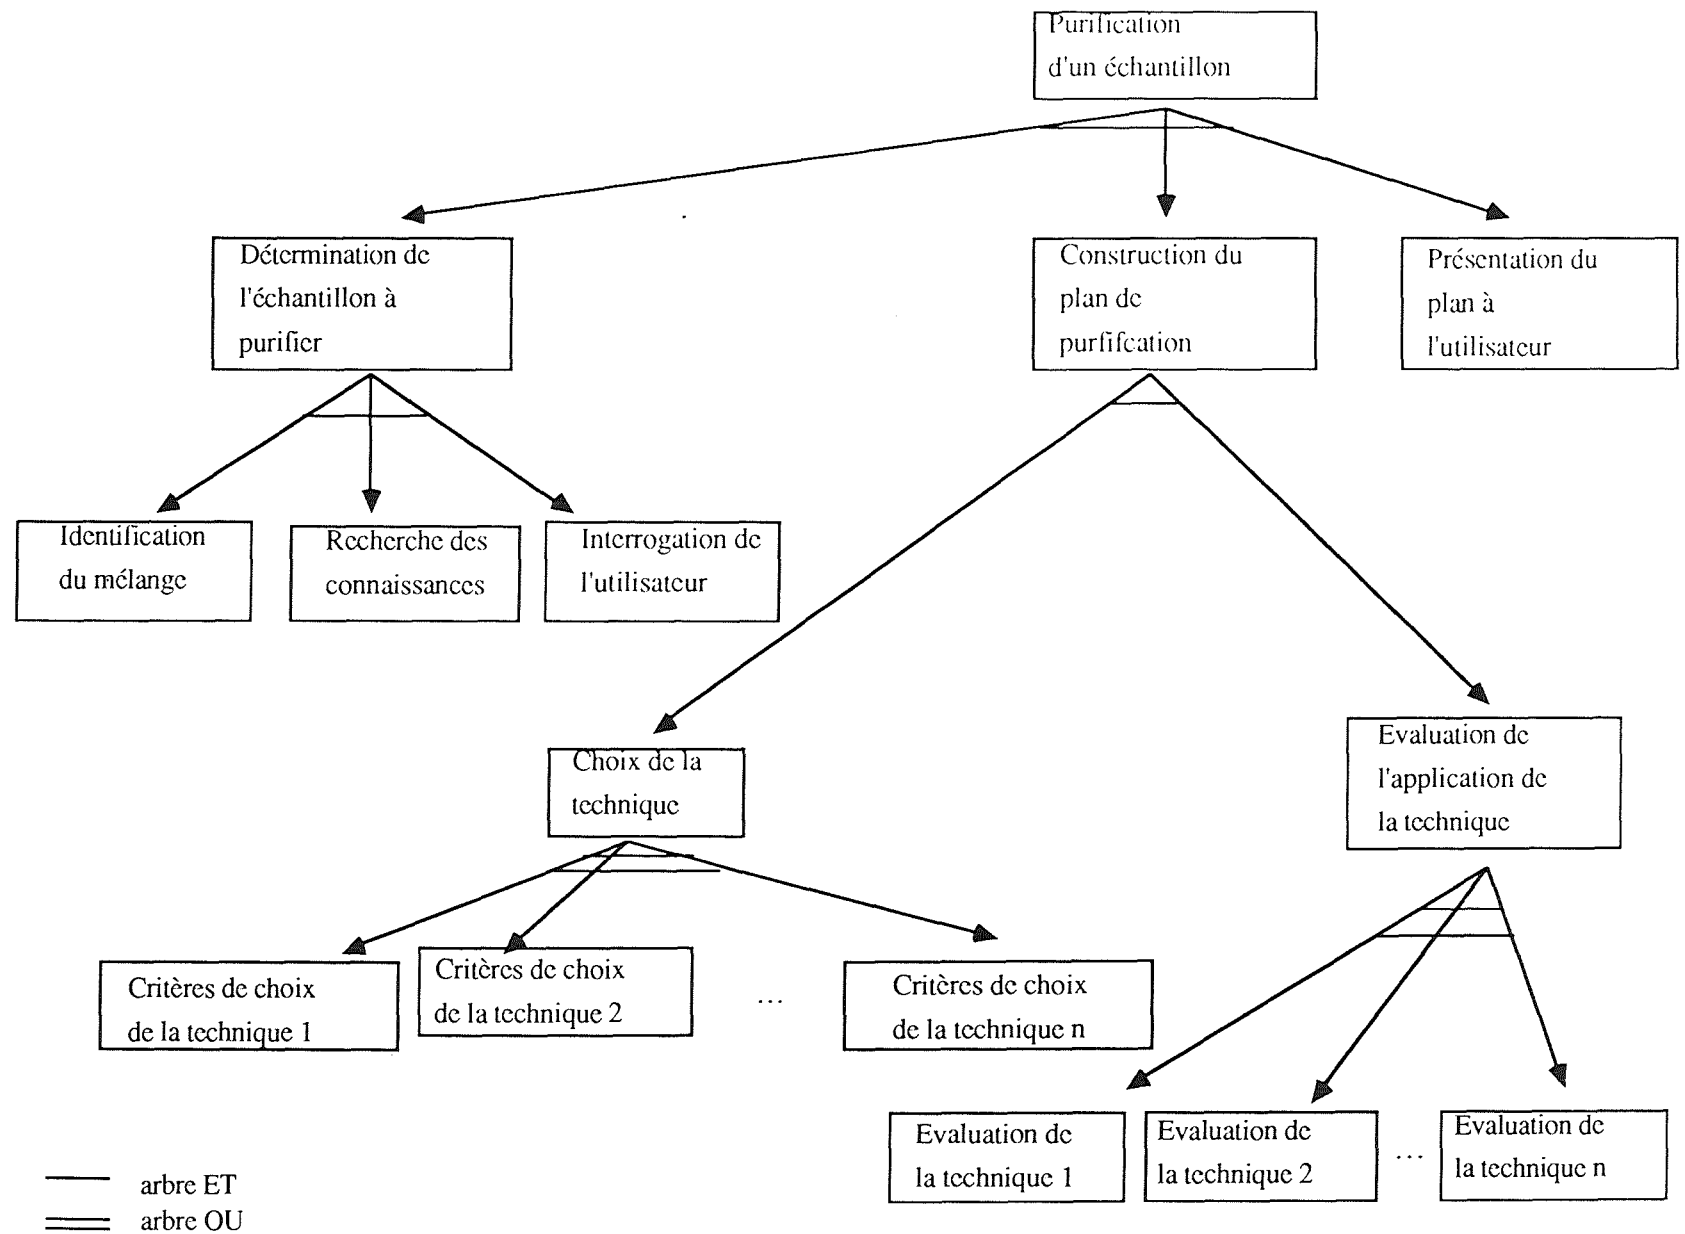 Purification
d'un échantillon
Détermination de
l'échantillon à
purifier
Construction du
plan de
purfifcation
Présentation du
plan à
l'utilisateur
Identification
du mélange
Recherche des
connaissances
Interrogation de
l'utilisateur
Choix de la
technique
Evaluation de
l'application de
la technique
Critères de choix
de la technique 1
Critères de choix
de la technique 2
...
Critères de choix
de la technique n
Evaluation de
la technique 1
Evaluation de
la technique 2
...
Evaluation de
la technique n
arbre ET
arbre OU